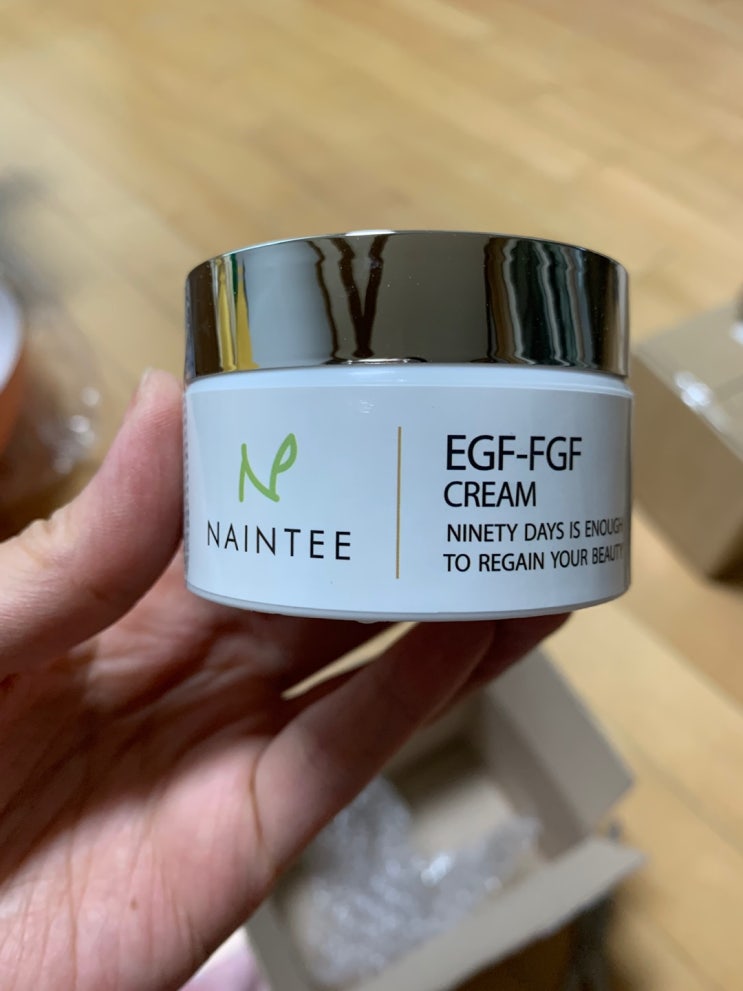 NAINTEE
EGF-FGF
CREAM
NINETY DAYS IS ENOUGH
TO REGAIN YOUR BEAUTY